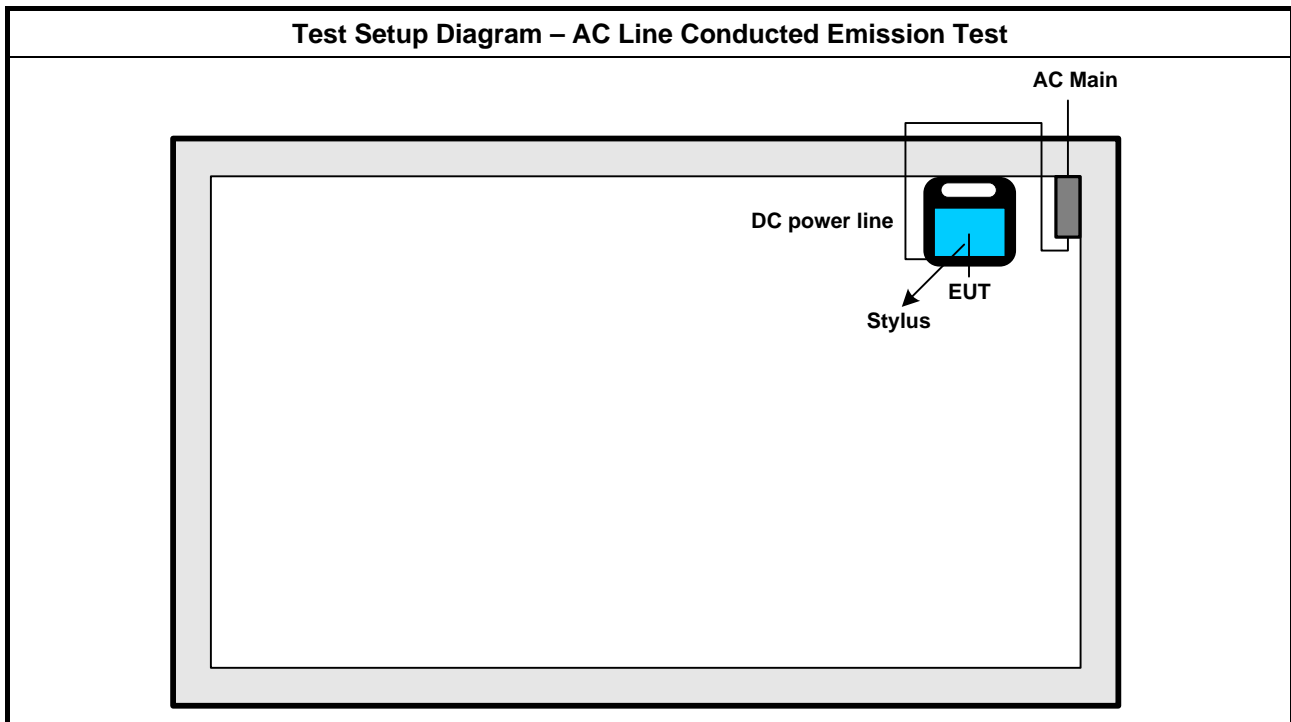 Test Setup Diagram – AC Line Conducted Emission Test
AC Main
DC power line
EUT
Stylus